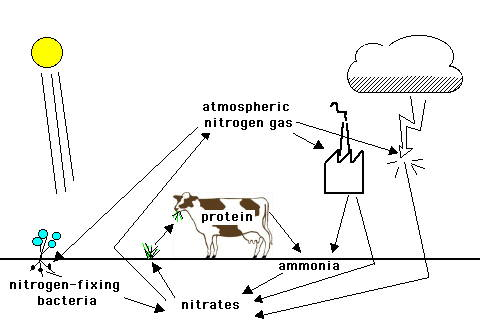 atmospheric
nitrogen gas
protein
ammonia
nitrogen-fixing
bacteria
nitrates